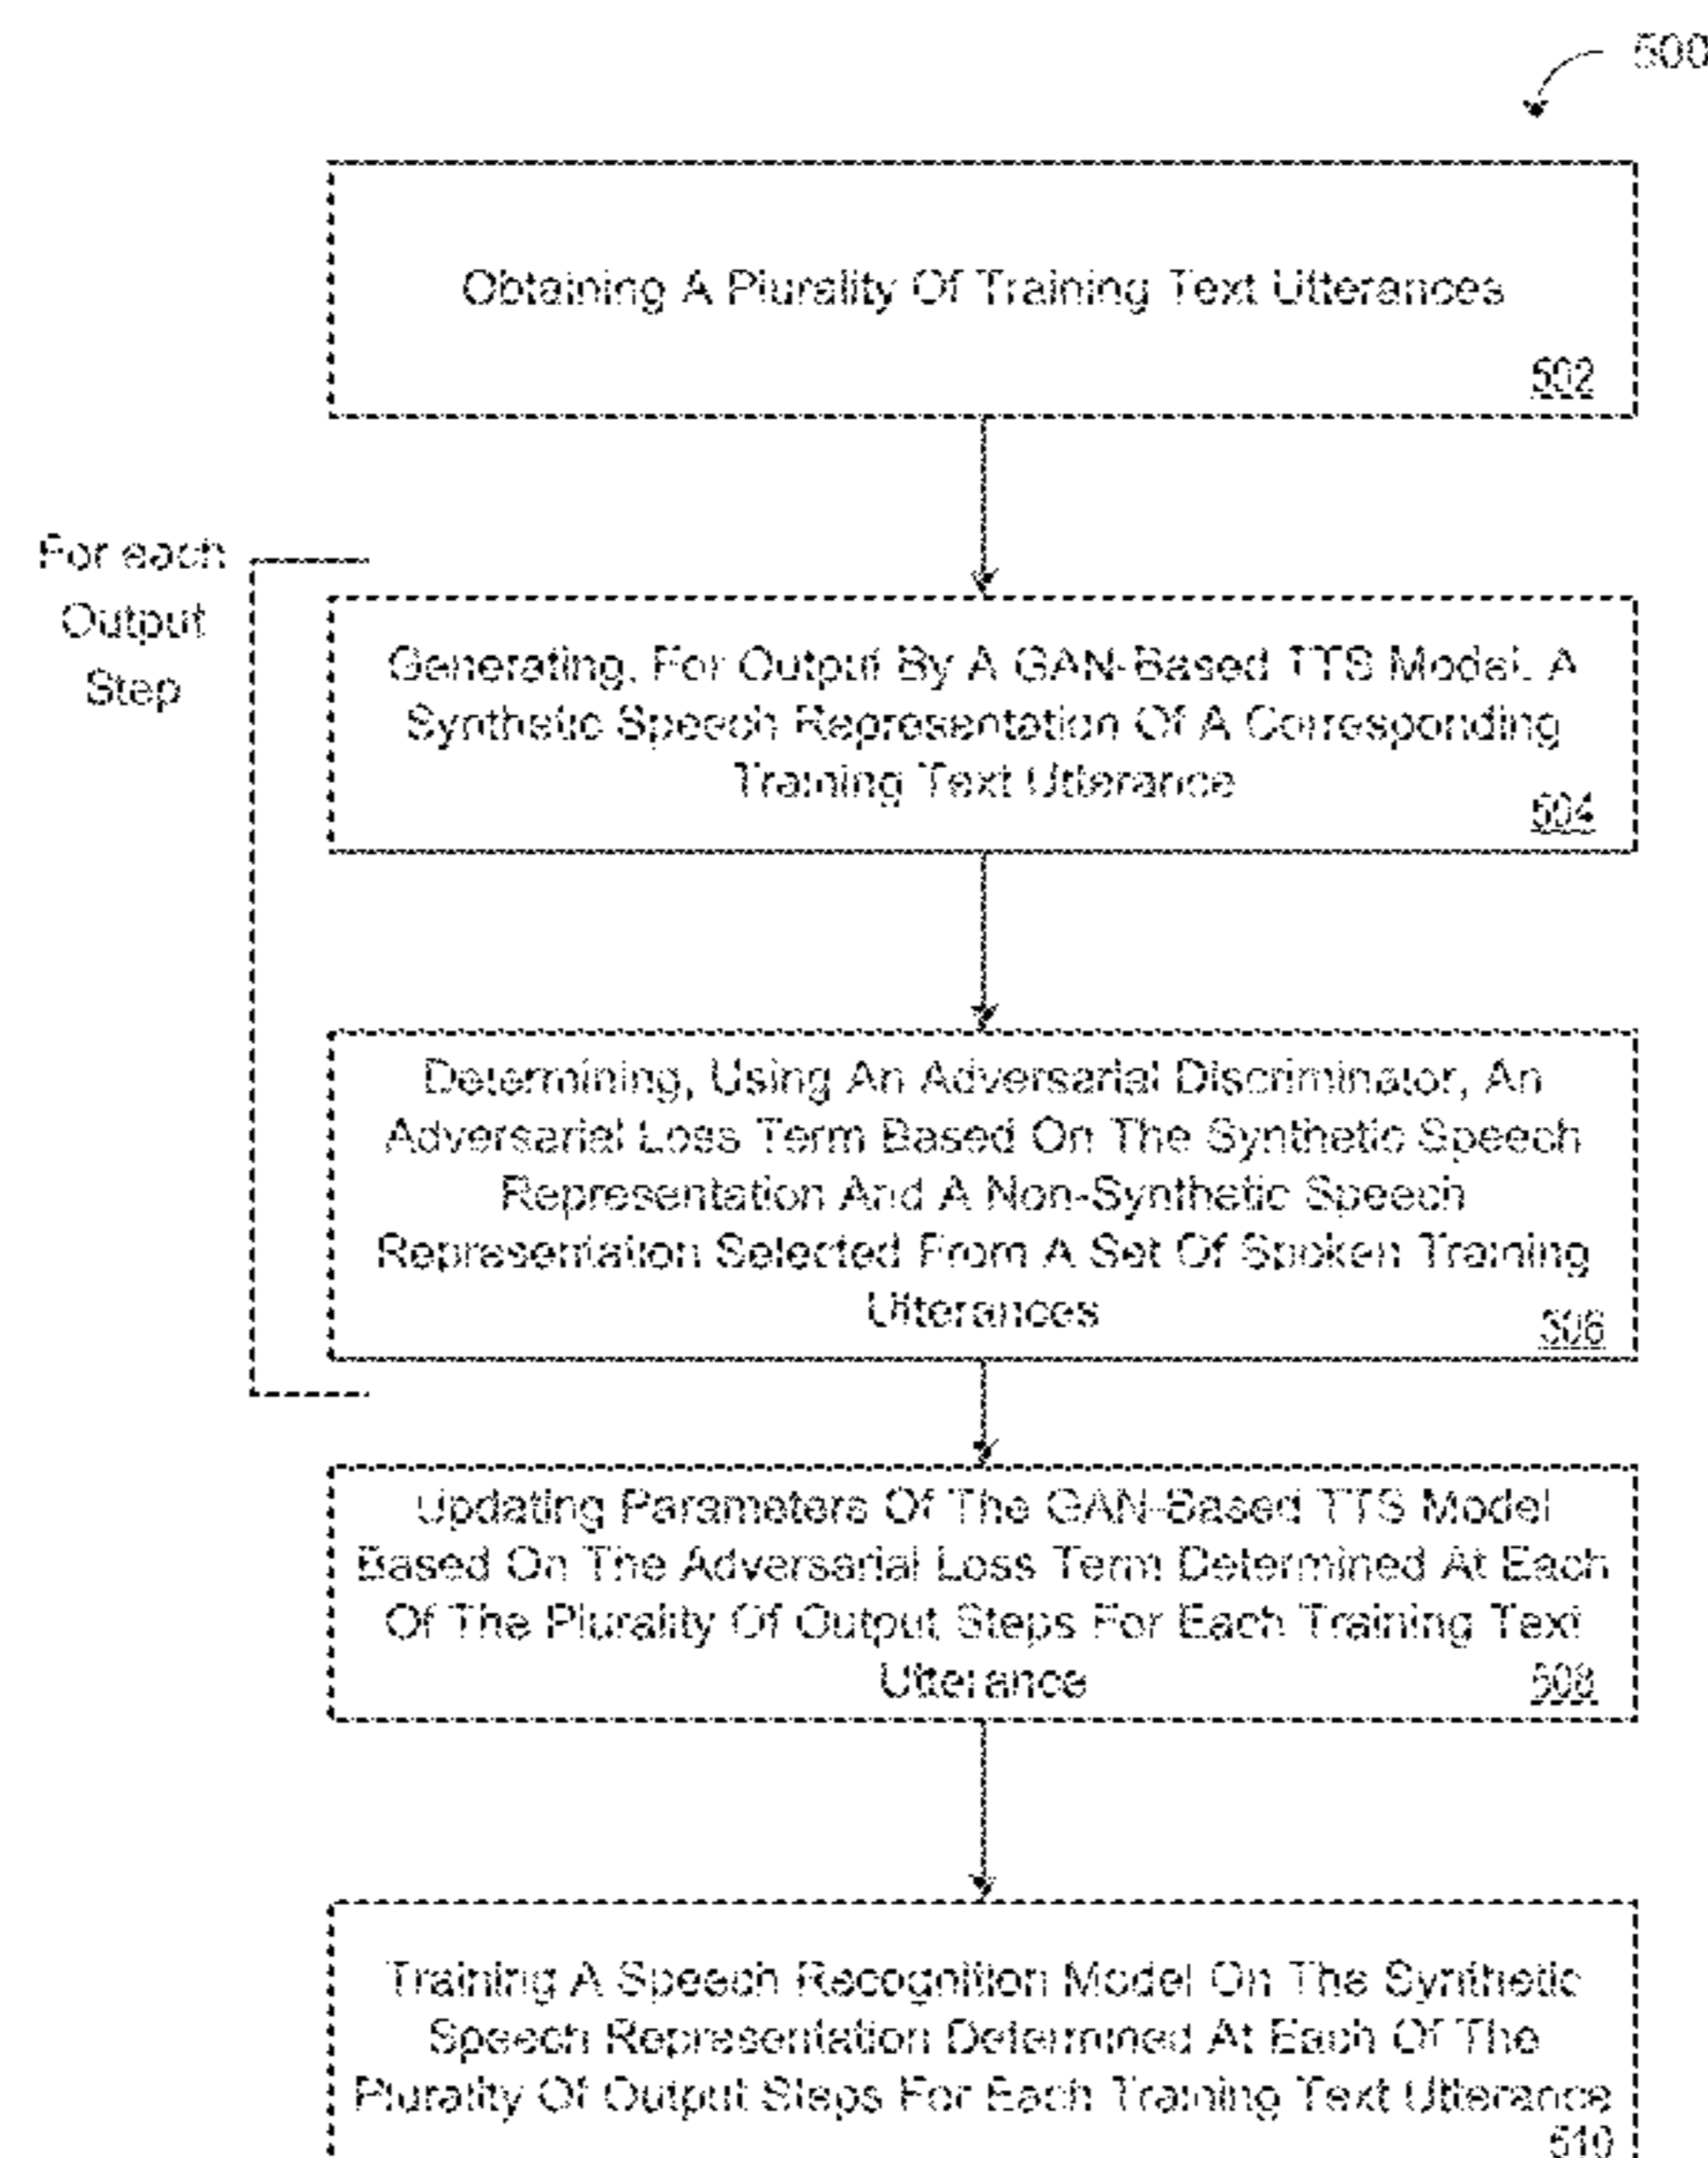 500
Obtaining A Plurality Of Training Text Utterances
502
For each
Output
Step
Generating, For Output By A GAN-Based TTS Model, A
Synthetic Speech Representation Of A Corresponding
Training Text Utterance
504
Determining, Using An Adversarial Discriminator, An
Adversarial Loss Term Based On The Synthetic Speech
Representation And A Non-Synthetic Speech
Representation Selected From A Set Of Spoken Training
Utterances
506
Updating Parameters Of The GAN-Based TTS Model
Based On The Adversarial Loss Term Determined At Each
Of The Plurality Of Output Steps For Each Training Text
Utterance
508
Training A Speech Recognition Model On The Synthetic
Speech Representation Determined At Each Of The
Plurality Of Output Steps For Each Training Text Utterance
510